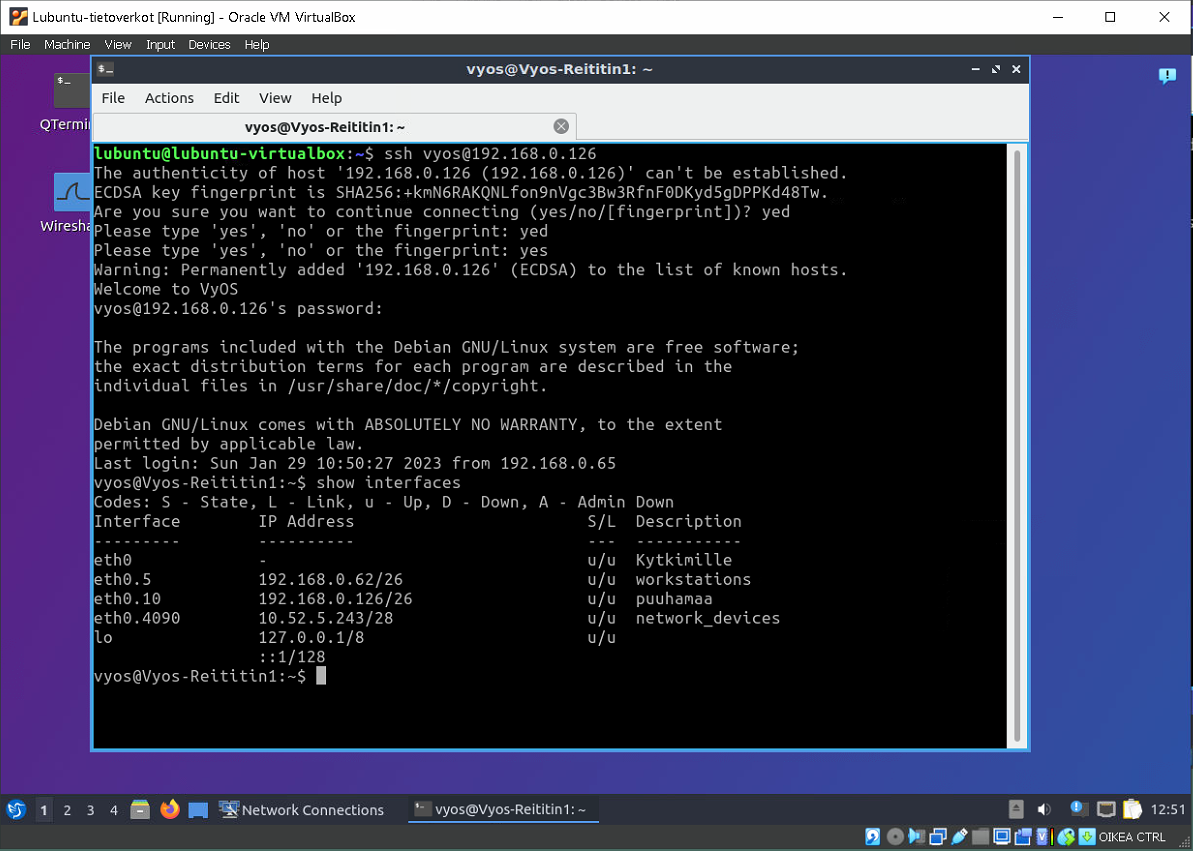 Lubuntu-tietoverkot [Running] - Oracle VM VirtualBox
File Machine View Input Devices Help
vyos@Vyos-Reititin1: ~
File Actions Edit View Help
vyos@Vyos-Reititin1: ~
lubuntu@lubuntu-virtualbox:~$ ssh vyos@192.168.0.126
The authenticity of host '192.168.0.126 (192.168.0.126)' can't be established.
ECDSA key fingerprint is SHA256:+kmN6RAKQNLfon9nVgc3Bw3RfnF0DKyd5gDPPKd48Tw.
Are you sure you want to continue connecting (yes/no/[fingerprint])? yed
Please type 'yes', 'no' or the fingerprint: yed
Please type 'yes', 'no' or the fingerprint: yes
Warning: Permanently added '192.168.0.126' (ECDSA) to the list of known hosts.
Welcome to VyOS
vyos@192.168.0.126's password:
The programs included with the Debian GNU/Linux system are free software;
the exact distribution terms for each program are described in the
individual files in /usr/share/doc/*/copyright.
Debian GNU/Linux comes with ABSOLUTELY NO WARRANTY, to the extent
permitted by applicable law.
Last login: Sun Jan 29 10:50:27 2023 from 192.168.0.65
vyos@Vyos-Reititin1:~$ show interfaces
Codes: S - State, L - Link, u - Up, D - Down, A - Admin Down
Interface IP Address S/L Description
--------- ---------- --- -----------
eth0 - u/u Kytkimille
eth0.5 192.168.0.62/26 u/u workstations
eth0.10 192.168.0.126/26 u/u puuhamaa
eth0.4090 10.52.5.243/28 u/u network_devices
lo 127.0.0.1/8 u/u
::1/128
vyos@Vyos-Reititin1:~$
QTermi
Siresha
1 2 3 4 Network Connections vyos@Vyos-Reititin1: ~ 12:51
OIKEA CTRL